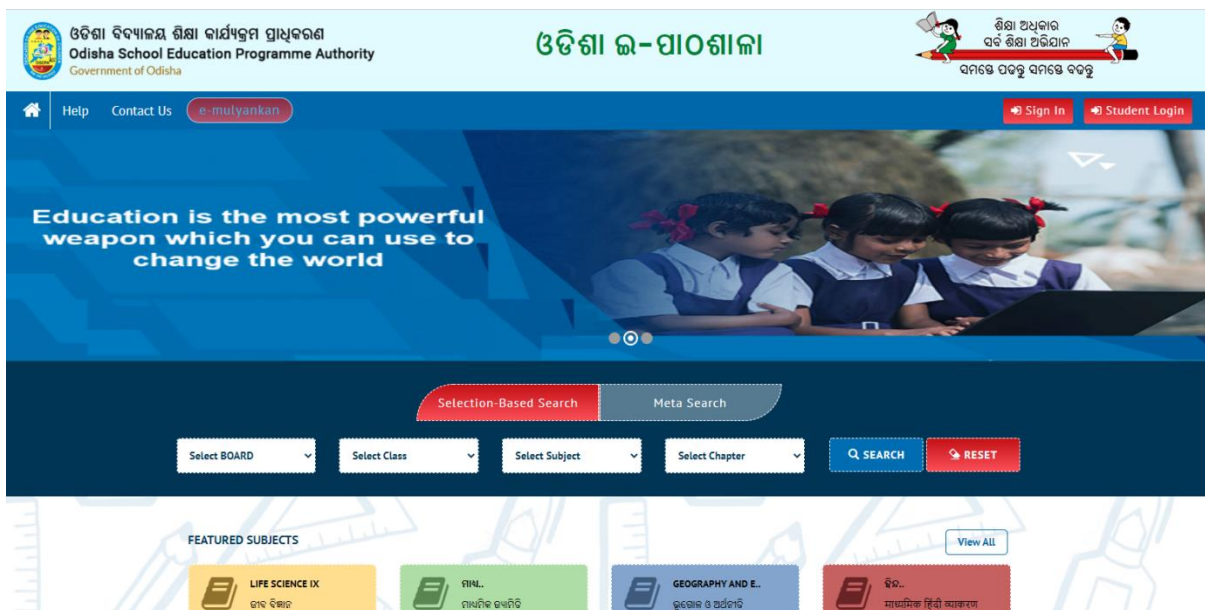 ଓଡିଶା ବିଦ୍ୟାଳୟ ଶିକ୍ଷା କାର୍ଯ୍ୟକ୍ରମ ପ୍ରାଧିକରଣ
Odisha School Education Programme Authority
Government of Odisha
ଓଡିଶା ଇ-ପାଠଶାଳା
ଶିକ୍ଷା ଅଧିକାର
ସର୍ବ ଶିକ୍ଷା ଅଭିଯାନ
ସମସ୍ତେ ପଢନ୍ତୁ ସମସ୍ତେ ବଢନ୍ତୁ
Help Contact Us e-mulyankan Sign In Student Login
Education is the most powerful
weapon which you can use to
change the world
Selection-Based Search Meta Search
Select BOARD Select Class Select Subject Select Chapter SEARCH RESET
FEATURED SUBJECTS View All
LIFE SCIENCE IX ମାଧ.. GEOGRAPHY AND E.. ହିନ୍ଦ..
ଜୀବ ବିଜ୍ଞାନ ମାଧ୍ୟମିକ ଜ୍ୟାମିତି ଭୂଗୋଳ ଓ ଅର୍ଥନୀତି माध्यमिक हिंदी व्याकरण